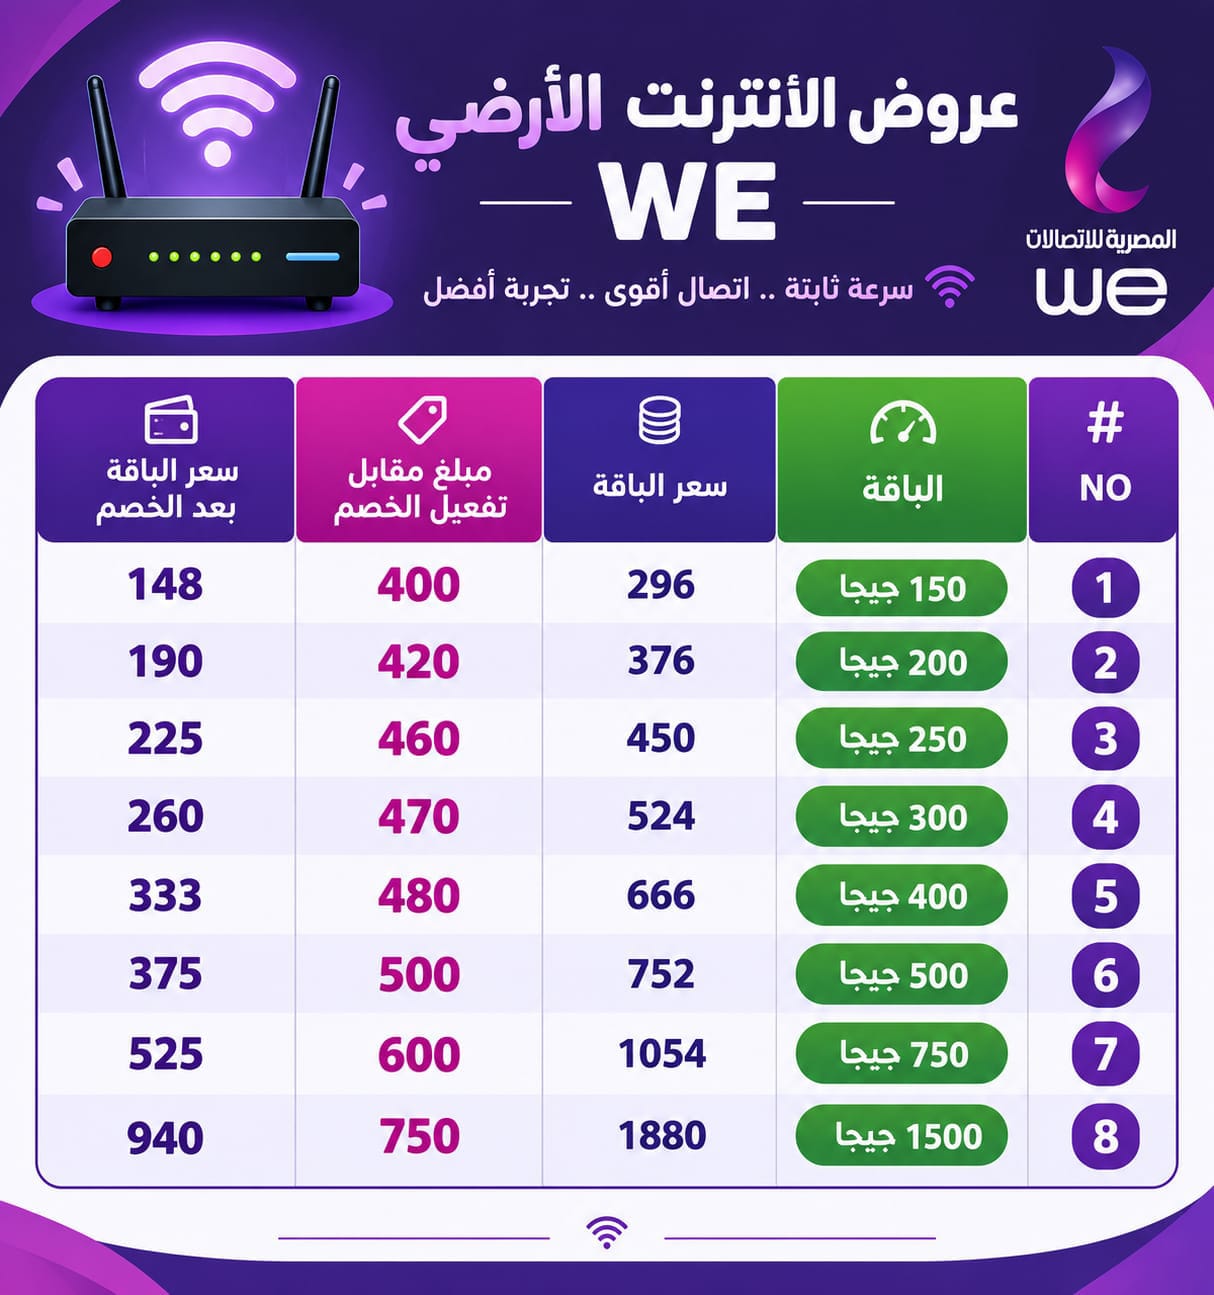 عروض الأنترنت الأرضي
WE
سرعة ثابتة .. اتصال أقوى .. تجربة أفضل
المصرية للاتصالات
we
# NO
الباقة
سعر الباقة
مبلغ مقابل تفعيل الخصم
سعر الباقة بعد الخصم
1 150 جيجا 296 400 148
2 200 جيجا 376 420 190
3 250 جيجا 450 460 225
4 300 جيجا 524 470 260
5 400 جيجا 666 480 333
6 500 جيجا 752 500 375
7 750 جيجا 1054 600 525
8 1500 جيجا 1880 750 940